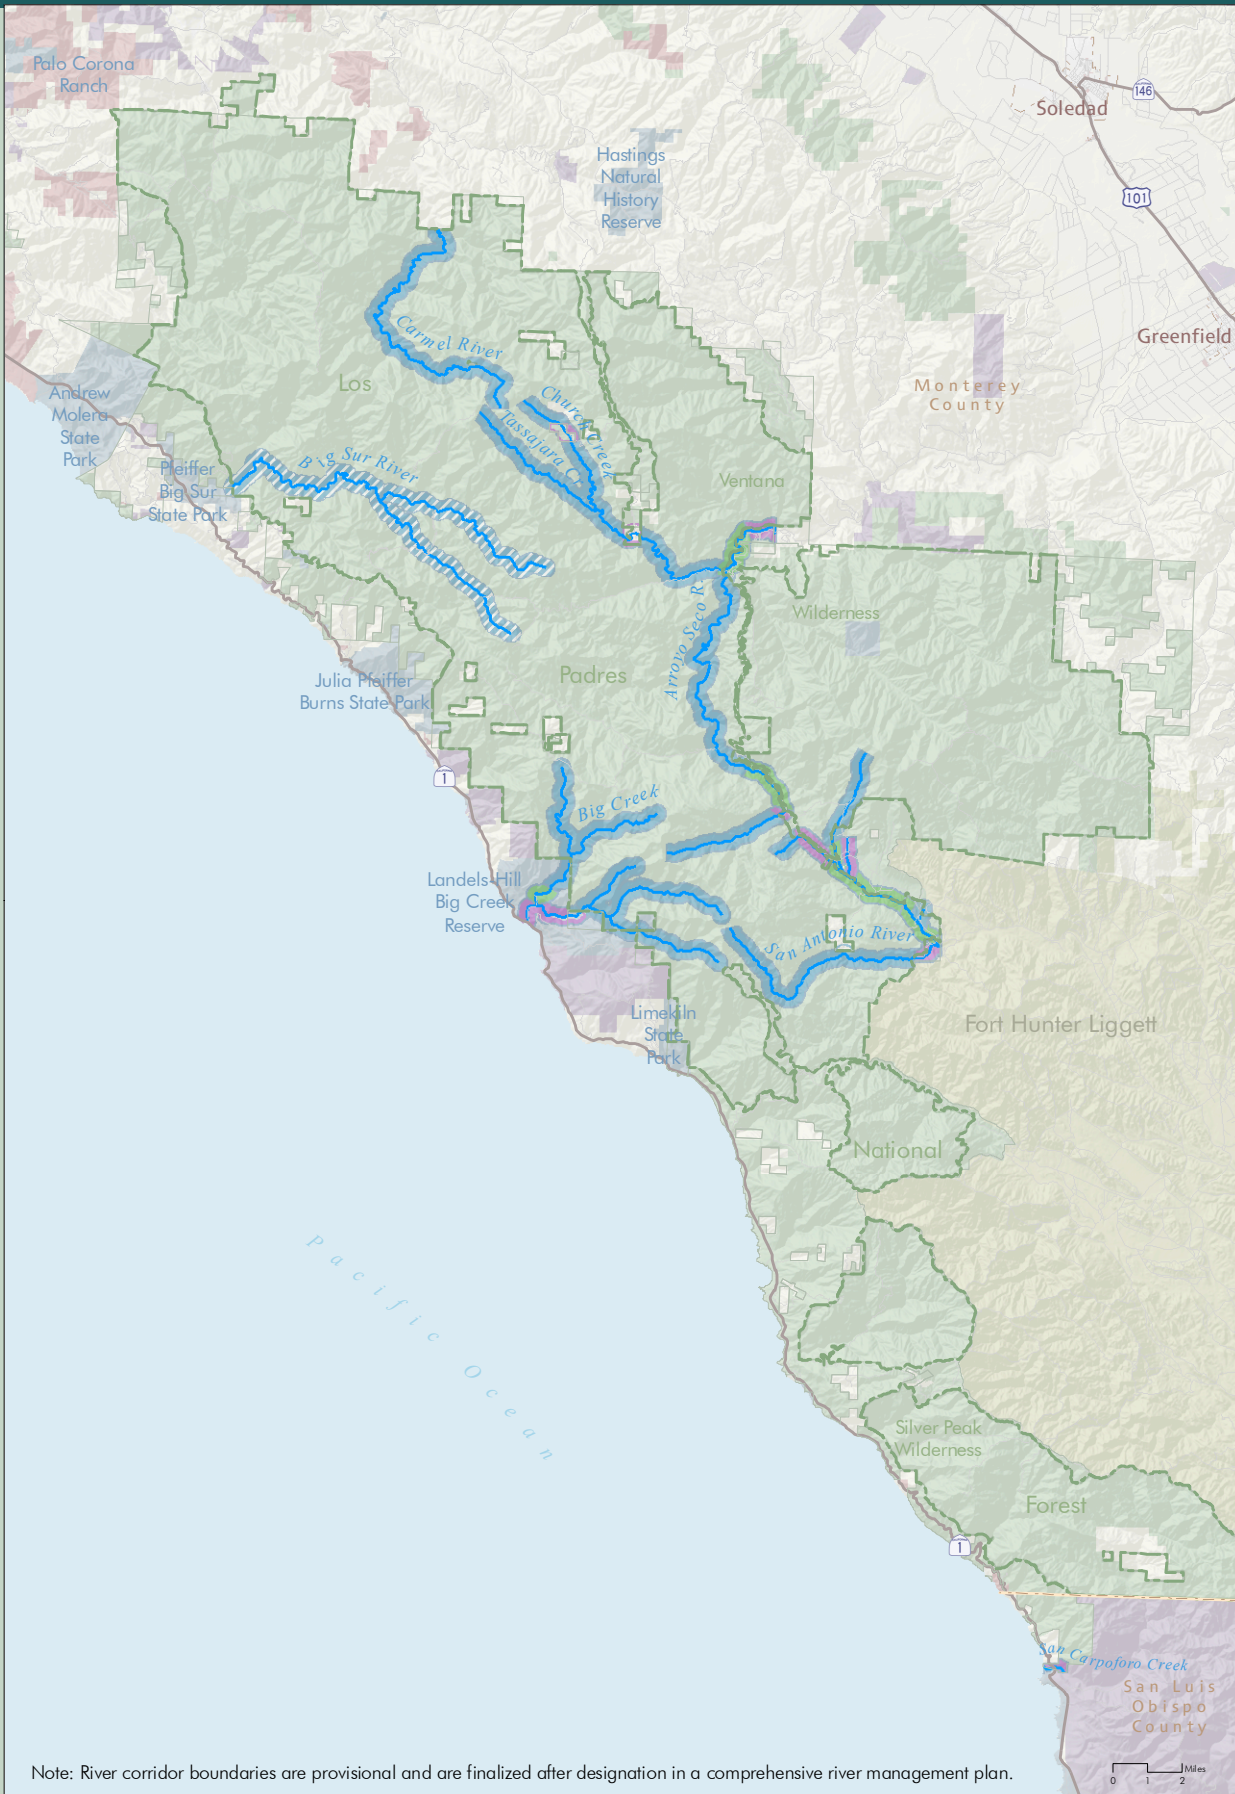 Palo Corona
Ranch
Soledad
146
Hastings
Natural
History
Reserve
101
Carmel River
Greenfield
Los
Monterey
County
Andrew
Molera
State
Park
Church Creek
Tassajara Cr.
Big Sur River
Pfeiffer
Big Sur
State Park
Ventana
Arroyo Seco R.
Wilderness
Padres
Julia Pfeiffer
Burns State Park
1
Big Creek
Landels-Hill
Big Creek
Reserve
San Antonio River
Limekiln
State
Park
Fort Hunter Liggett
National
Pacific Ocean
Silver Peak
Wilderness
Forest
1
San Carpoforo Creek
San Luis
Obispo
County
Note: River corridor boundaries are provisional and are finalized after designation in a comprehensive river management plan.
Miles
0 1 2